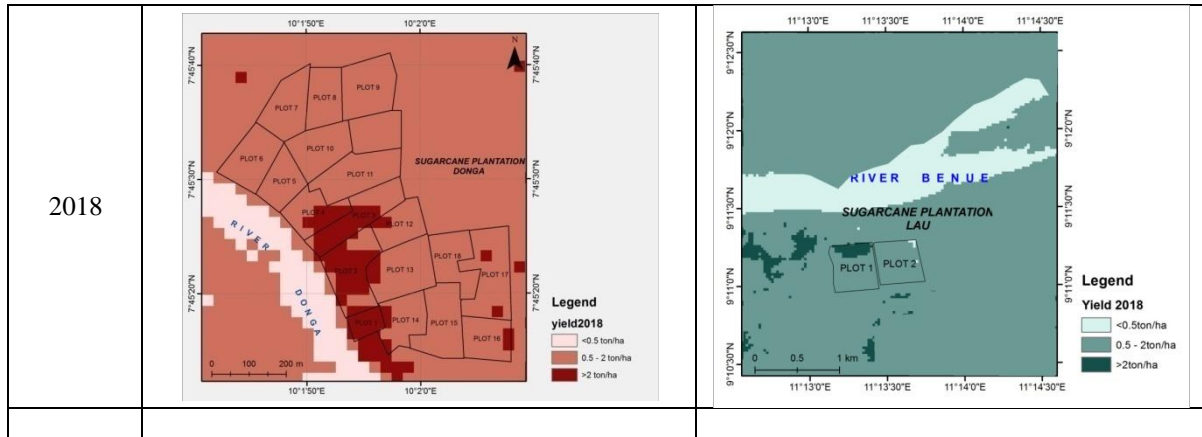 2018
10°1'50"E
10°2'0"E
7°45'40"N
7°45'30"N
7°45'20"N
7°45'40"N
7°45'30"N
7°45'20"N
N
PLOT 9
PLOT 8
PLOT 7
PLOT 10
PLOT 6
PLOT 5
PLOT 11
SUGARCANE PLANTATION
DONGA
PLOT 12
PLOT 18
PLOT 13
PLOT 17
PLOT 14
PLOT 15
PLOT 16
RIVER
DONGA
0 100 200 m
10°1'50"E
10°2'0"E
Legend
yield2018
<0.5 ton/ha
0.5 - 2 ton/ha
>2 ton/ha
11°13'0"E
11°13'30"E
11°14'0"E
11°14'30"E
9°12'30"N
9°12'0"N
9°11'30"N
9°11'0"N
9°10'30"N
9°12'0"N
9°11'30"N
9°11'0"N
RIVER BENUE
SUGARCANE PLANTATION
LAU
PLOT 1
PLOT 2
0 0.5 1 km
11°13'0"E
11°13'30"E
11°14'0"E
11°14'30"E
Legend
Yield 2018
<0.5ton/ha
0.5 - 2ton/ha
>2ton/ha